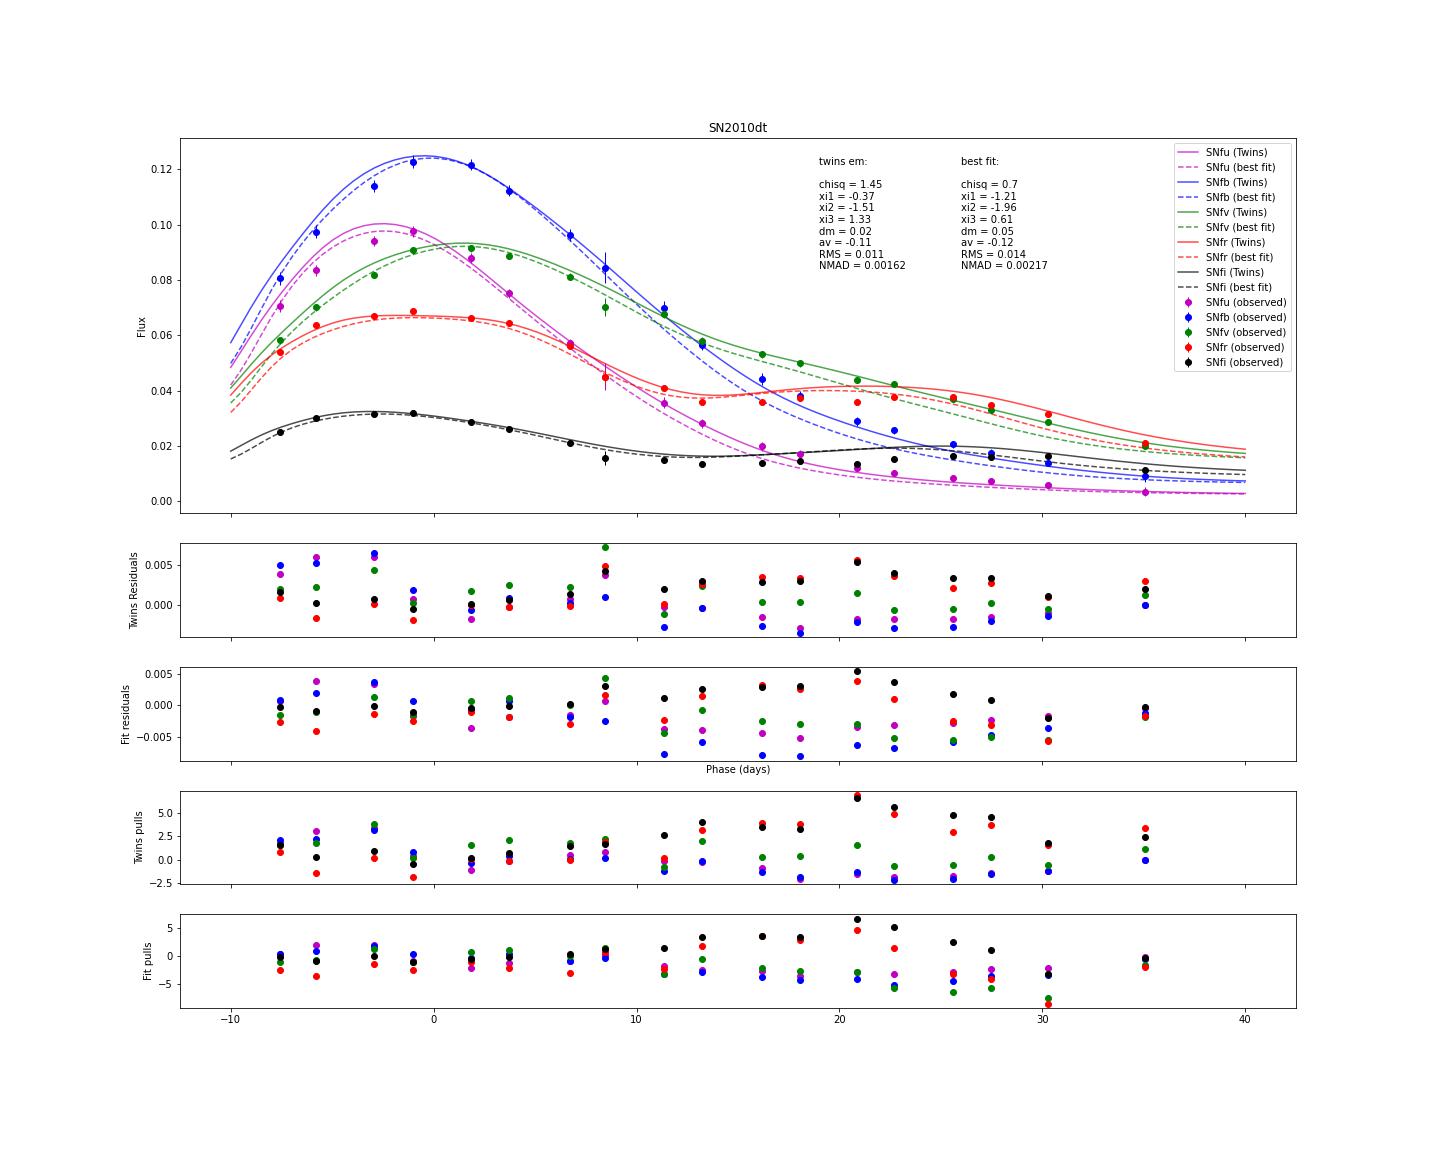 SN2010dt
Flux
0.12
0.10
0.08
0.06
0.04
0.02
0.00
twins em:
chisq = 1.45
xi1 = -0.37
xi2 = -1.51
xi3 = 1.33
dm = 0.02
av = -0.11
RMS = 0.011
NMAD = 0.00162
best fit:
chisq = 0.7
xi1 = -1.21
xi2 = -1.96
xi3 = 0.61
dm = 0.05
av = -0.12
RMS = 0.014
NMAD = 0.00217
SNfu (Twins)
SNfu (best fit)
SNfb (Twins)
SNfb (best fit)
SNfv (Twins)
SNfv (best fit)
SNfr (Twins)
SNfr (best fit)
SNfi (Twins)
SNfi (best fit)
SNfu (observed)
SNfb (observed)
SNfv (observed)
SNfr (observed)
SNfi (observed)
Twins Residuals
0.005
0.000
Fit residuals
0.005
0.000
−0.005
Phase (days)
Twins pulls
5.0
2.5
0.0
−2.5
Fit pulls
5
0
−5
−10
0
10
20
30
40